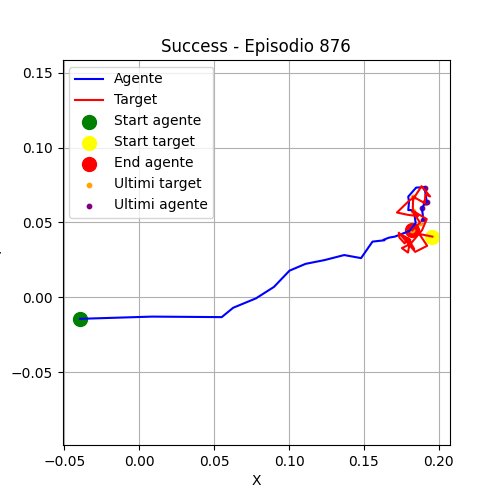 Success - Episodio 876
0.15
0.10
0.05
0.00
−0.05
Agente
Target
Start agente
Start target
End agente
Ultimi target
Ultimi agente
−0.05 0.00 0.05 0.10 0.15 0.20
X